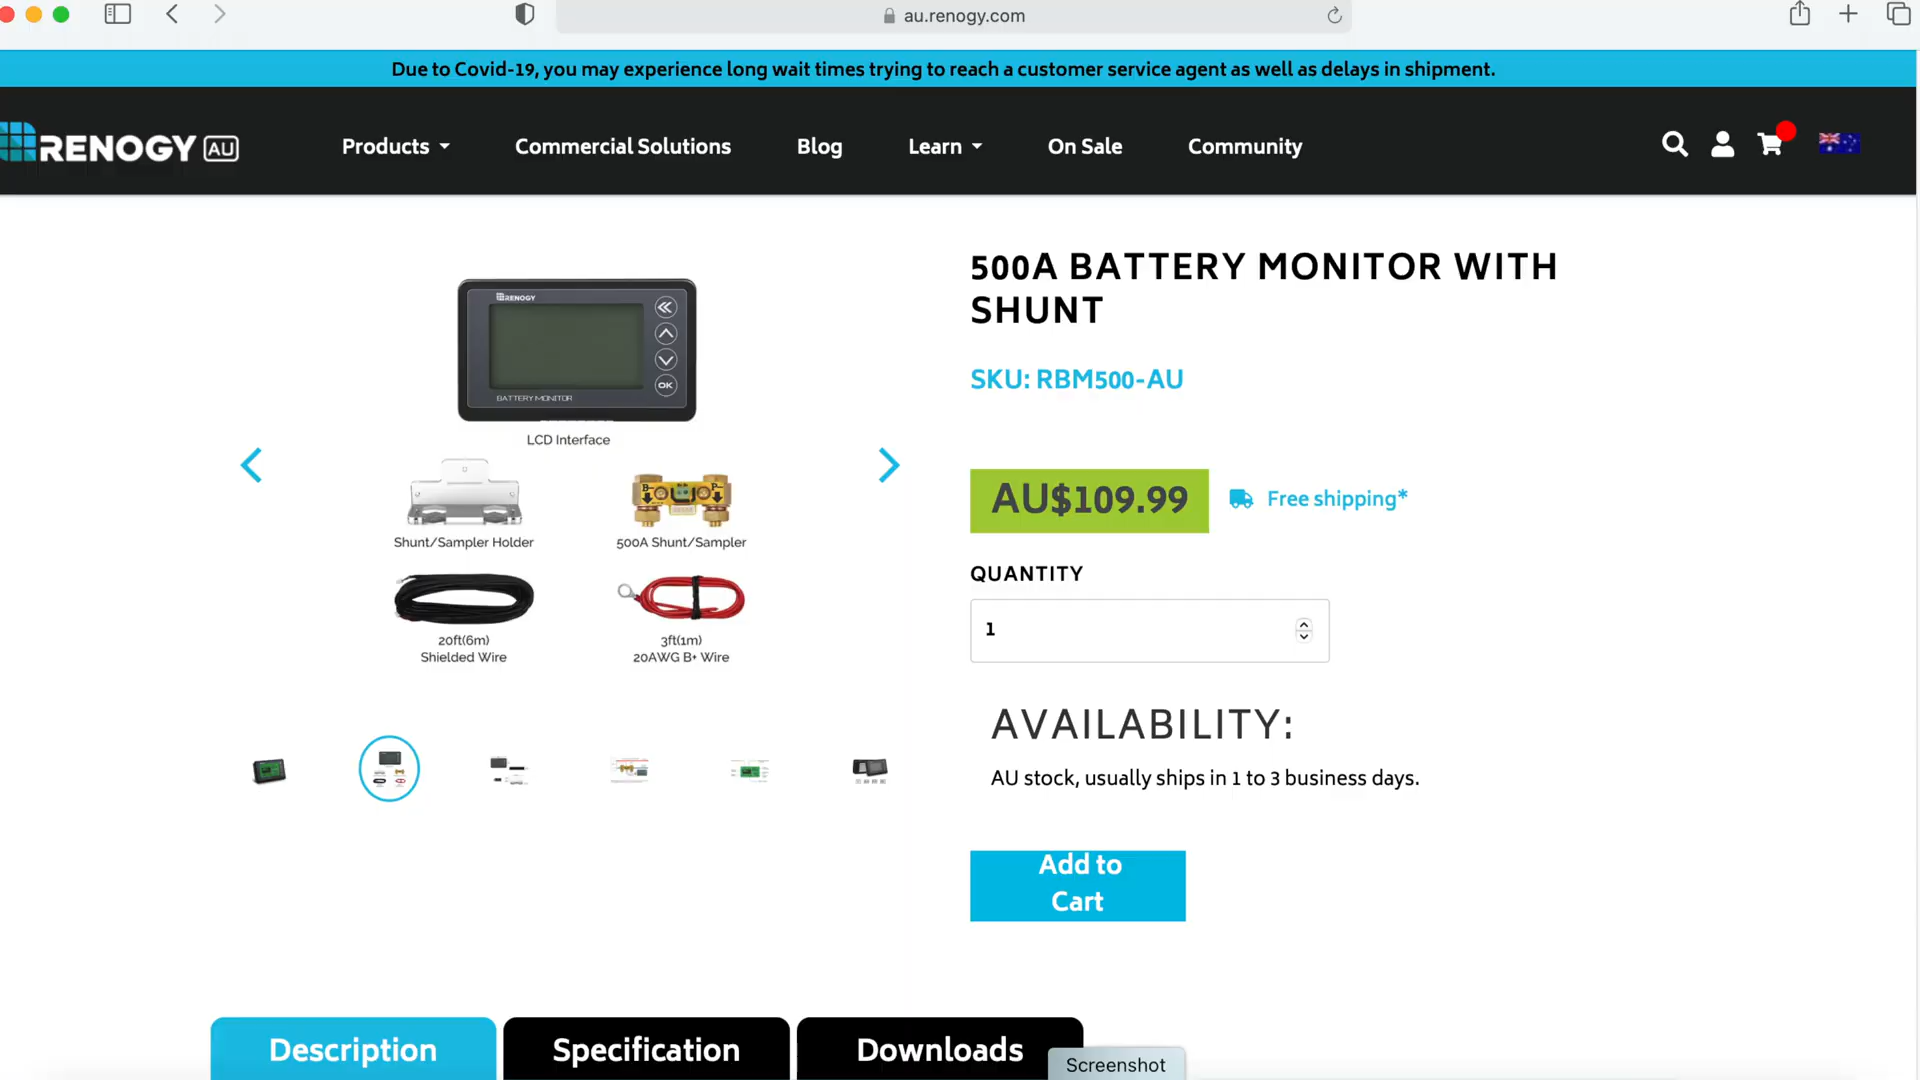 au.renogy.com
Due to Covid-19, you may experience long wait times trying to reach a customer service agent as well as delays in shipment.
RENOGY AU
Products
Commercial Solutions
Blog
Learn
On Sale
Community
500A BATTERY MONITOR WITH
SHUNT
SKU: RBM500-AU
AU$109.99
Free shipping*
QUANTITY
1
AVAILABILITY:
AU stock, usually ships in 1 to 3 business days.
Add to
Cart
RENOGY
OK
BATTERY MONITOR
LCD Interface
B-
P-
Shunt/Sampler Holder
500A Shunt/Sampler
20ft(6m)
Shielded Wire
3ft(1m)
20AWG B+ Wire
Description
Specification
Downloads
Screenshot